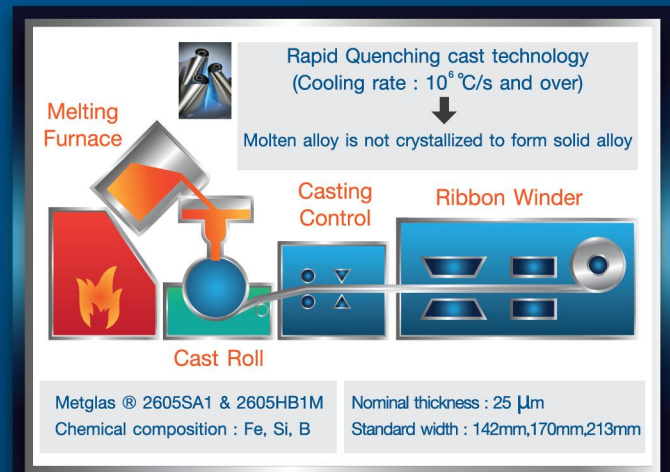 Rapid Quenching cast technology
(Cooling rate : 10⁶ °C/s and over)
Molten alloy is not crystallized to form solid alloy
Melting
Furnace
Casting
Control
Ribbon Winder
Cast Roll
Metglas ® 2605SA1 & 2605HB1M
Chemical composition : Fe, Si, B
Nominal thickness : 25 μm
Standard width : 142mm,170mm,213mm